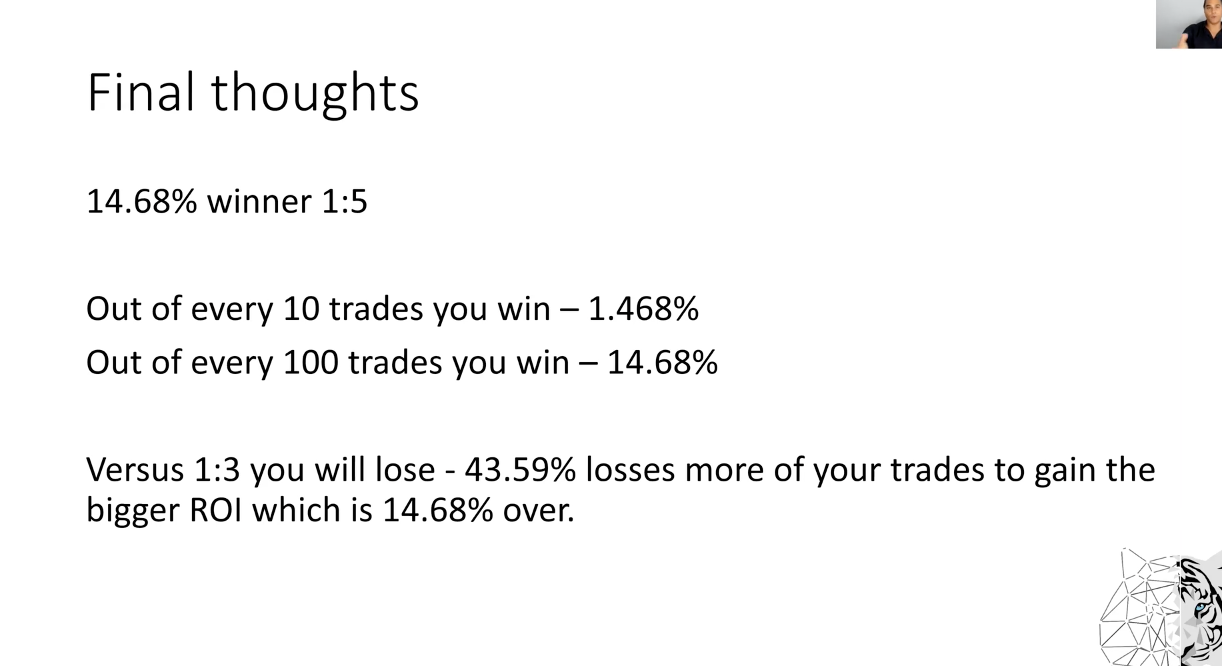 Final thoughts
14.68% winner 1:5
Out of every 10 trades you win – 1.468%
Out of every 100 trades you win – 14.68%
Versus 1:3 you will lose - 43.59% losses more of your trades to gain the
bigger ROI which is 14.68% over.